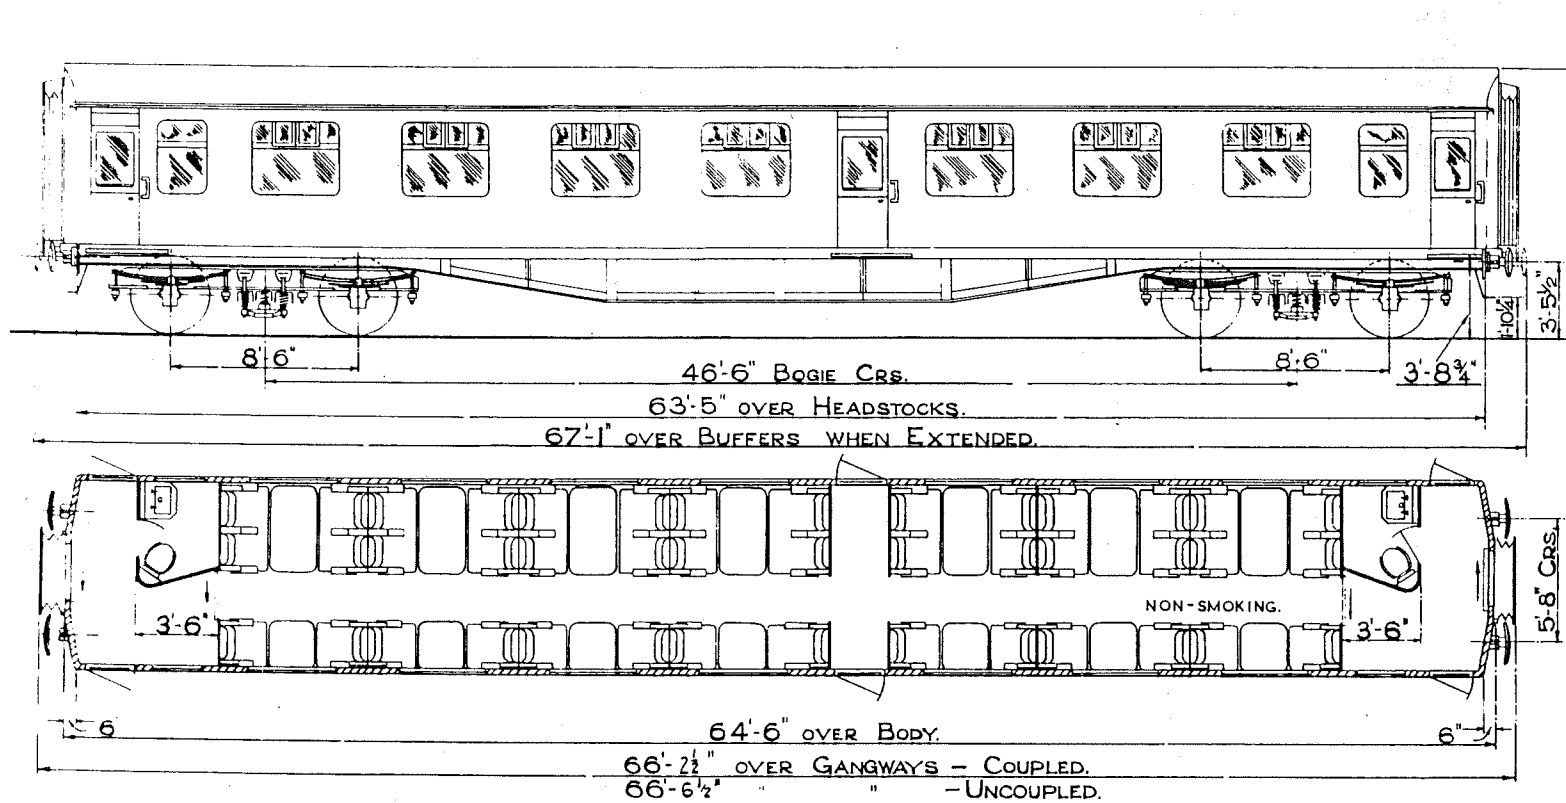 1'-10¼"
3'-5½"
8'-6"
46'-6" BOGIE CRS.
8'-6"
3'-8¾"
63'-5" OVER HEADSTOCKS.
67'-1" OVER BUFFERS WHEN EXTENDED.
NON-SMOKING.
3'-6"
3'-6"
5'-8" CRS.
6
64'-6" OVER BODY.
6"
66'-2½" OVER GANGWAYS – COUPLED.
66'-6½" " " – UNCOUPLED.